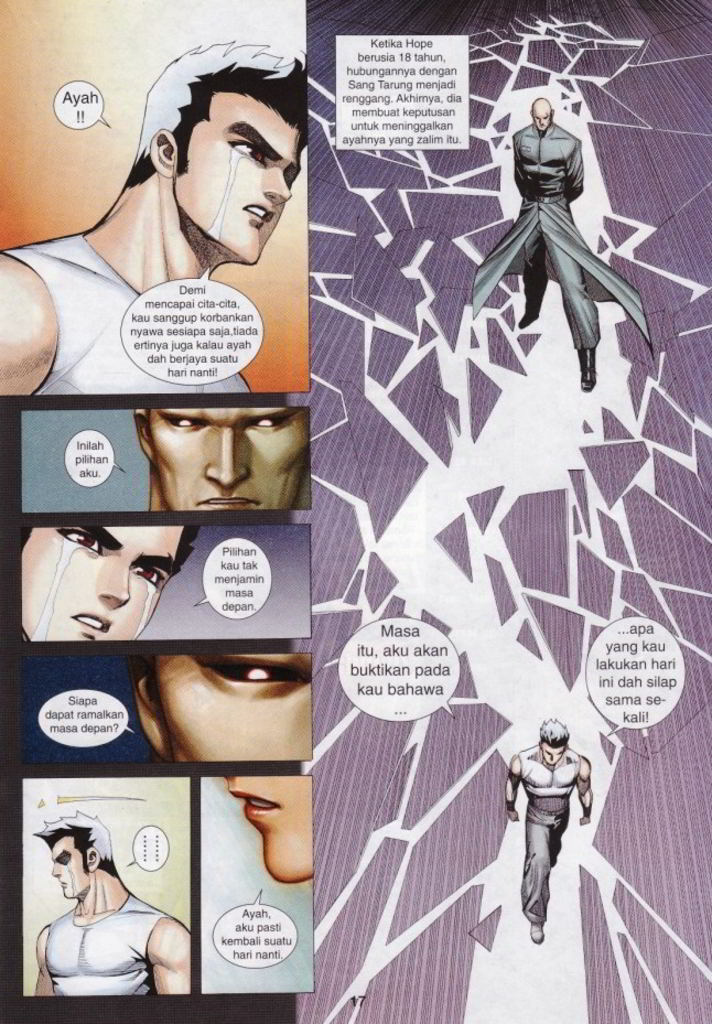 Ayah
!!
Demi
mencapai cita-cita,
kau sanggup korbankan
nyawa sesiapa saja,tiada
ertinya juga kalau ayah
dah berjaya suatu
hari nanti!
Inilah
pilihan
aku.
Pilihan
kau tak
menjamin
masa
depan.
Siapa
dapat ramalkan
masa depan?
......
Ayah,
aku pasti
kembali suatu
hari nanti.
Ketika Hope
berusia 18 tahun,
hubungannya dengan
Sang Tarung menjadi
renggang. Akhirnya, dia
membuat keputusan
untuk meninggalkan
ayahnya yang zalim itu.
Masa
itu, aku akan
buktikan pada
kau bahawa
...
...apa
yang kau
lakukan hari
ini dah silap
sama se-
kali!
17